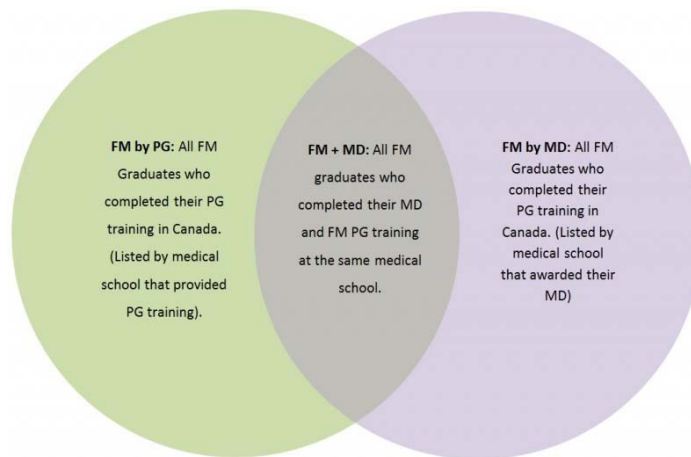 FM by PG: All FM
Graduates who
completed their PG
training in Canada.
(Listed by medical
school that provided
PG training).
FM + MD: All FM
graduates who
completed their MD
and FM PG training
at the same medical
school.
FM by MD: All FM
Graduates who
completed their
PG training in
Canada. (Listed by
medical school
that awarded their
MD)